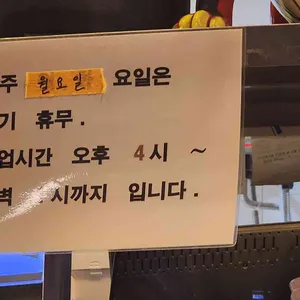 주 월요일 요일은
기 휴무.
업시간 오후 4시 ~
벽 시까지 입니다.